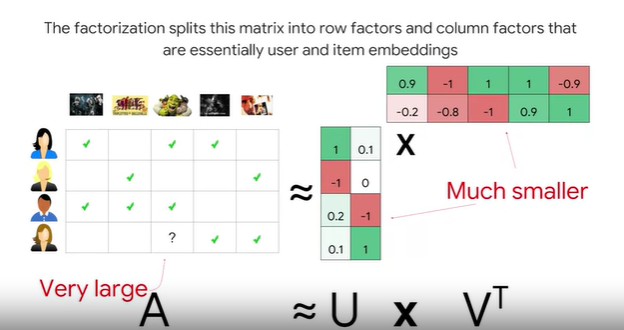 The factorization splits this matrix into row factors and column factors that
are essentially user and item embeddings
0.9 -1 1 1 -0.9
-0.2 -0.8 -1 0.9 1
X
✓ ✓ ✓
✓ ✓
✓ ✓ ✓
? ✓ ✓
≈
1 0.1
-1 0
0.2 -1
0.1 1
Much smaller
Very large
A ≈ U x Vᵀ